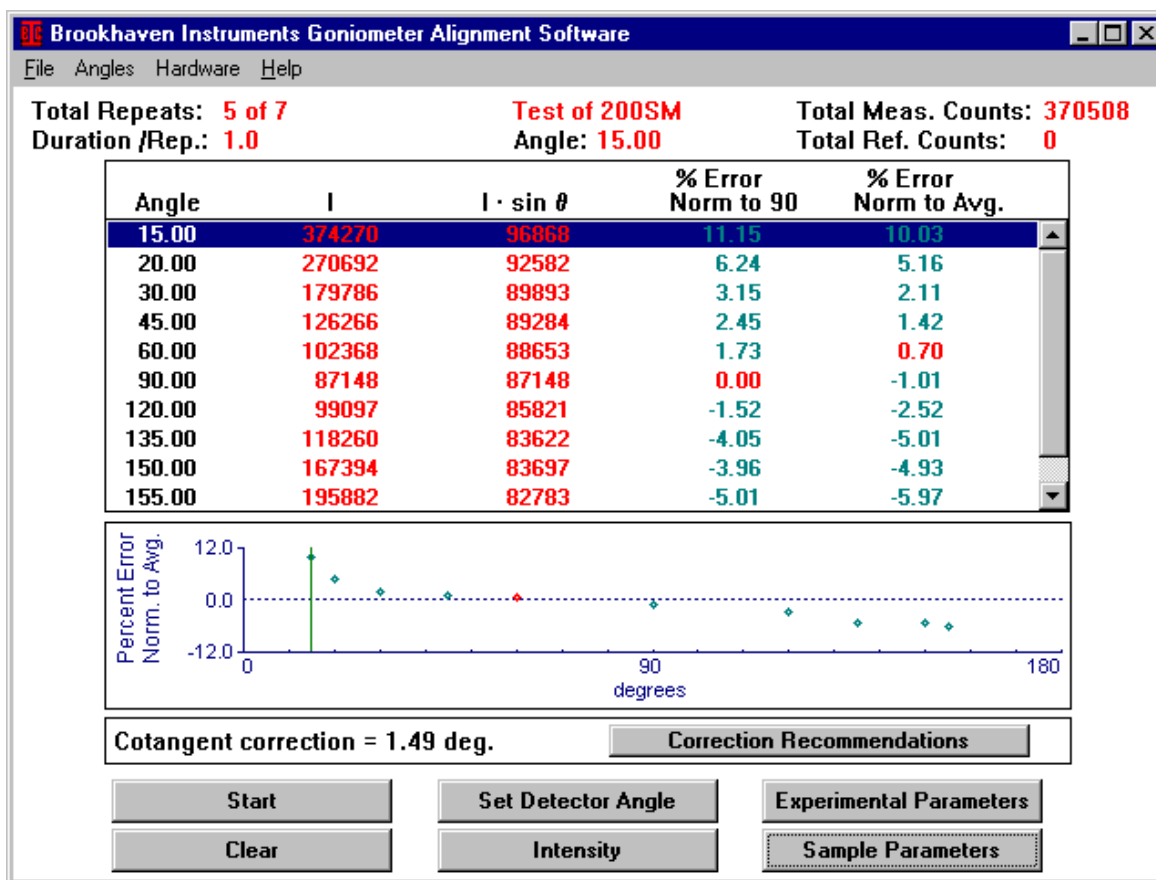 Brookhaven Instruments Goniometer Alignment Software
File Angles Hardware Help
Total Repeats: 5 of 7 Test of 200SM Total Meas. Counts: 370508
Duration /Rep.: 1.0 Angle: 15.00 Total Ref. Counts: 0
% Error % Error
Angle I I · sin θ Norm to 90 Norm to Avg.
15.00 374270 96868 11.15 10.03
20.00 270692 92582 6.24 5.16
30.00 179786 89893 3.15 2.11
45.00 126266 89284 2.45 1.42
60.00 102368 88653 1.73 0.70
90.00 87148 87148 0.00 -1.01
120.00 99097 85821 -1.52 -2.52
135.00 118260 83622 -4.05 -5.01
150.00 167394 83697 -3.96 -4.93
155.00 195882 82783 -5.01 -5.97
Percent Error
Norm. to Avg.
12.0
0.0
-12.0
0 90 180
degrees
Cotangent correction = 1.49 deg. Correction Recommendations
Start Set Detector Angle Experimental Parameters
Clear Intensity Sample Parameters